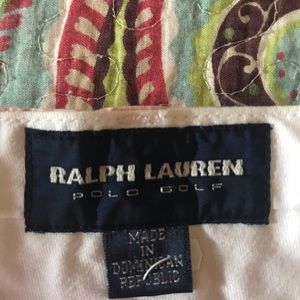 RALPH LAUREN
POLO GOLF
MADE
IN
DOMINICAN
REPUBLIC